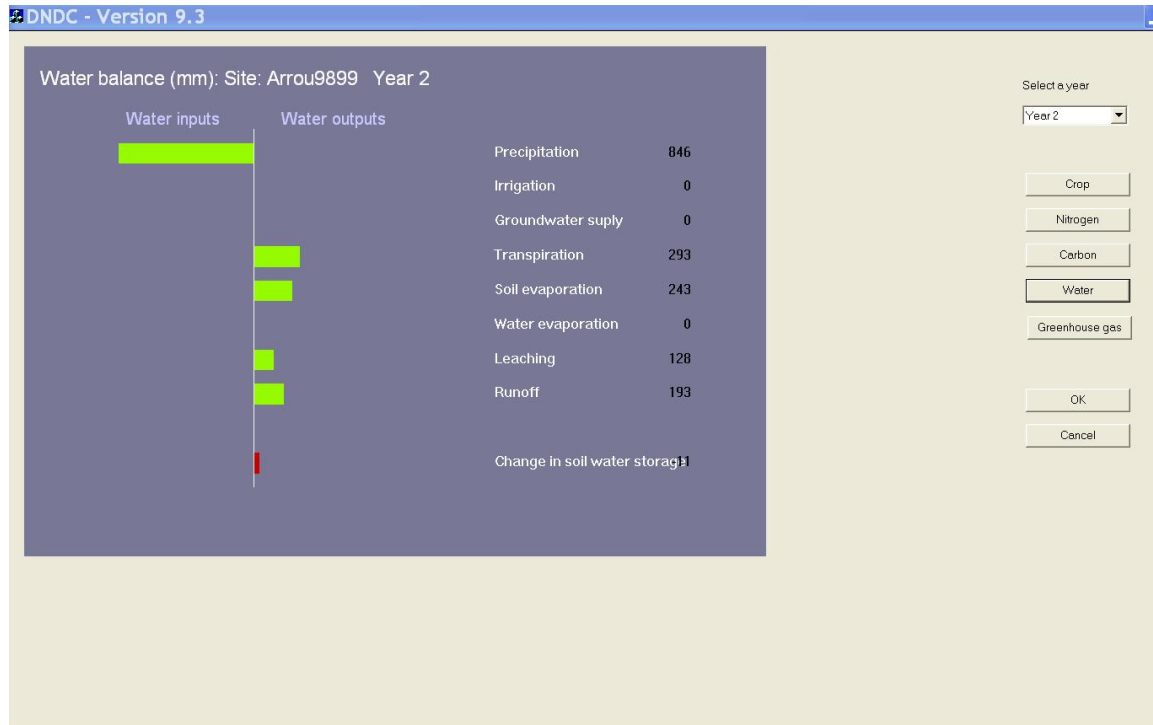 DNDC - Version 9.3
Water balance (mm): Site: Arrou9899 Year 2
Water inputs Water outputs
Precipitation 846
Irrigation 0
Groundwater suply 0
Transpiration 293
Soil evaporation 243
Water evaporation 0
Leaching 128
Runoff 193
Change in soil water storage
Select a year
Year 2
Crop
Nitrogen
Carbon
Water
Greenhouse gas
OK
Cancel